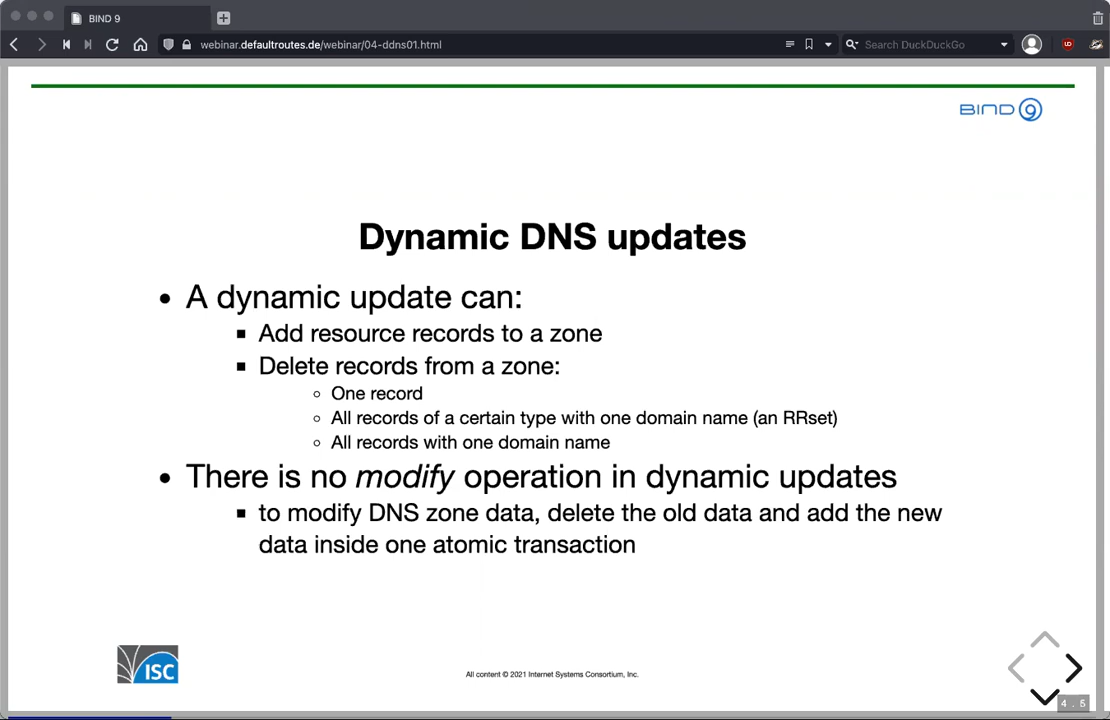 BIND 9
webinar.defaultroutes.de/webinar/04-ddns01.html
Search DuckDuckGo
BIND 9
Dynamic DNS updates
A dynamic update can:
Add resource records to a zone
Delete records from a zone:
One record
All records of a certain type with one domain name (an RRset)
All records with one domain name
There is no modify operation in dynamic updates
to modify DNS zone data, delete the old data and add the new
data inside one atomic transaction
ISC
All content © 2021 Internet Systems Consortium, Inc.
4 . 5